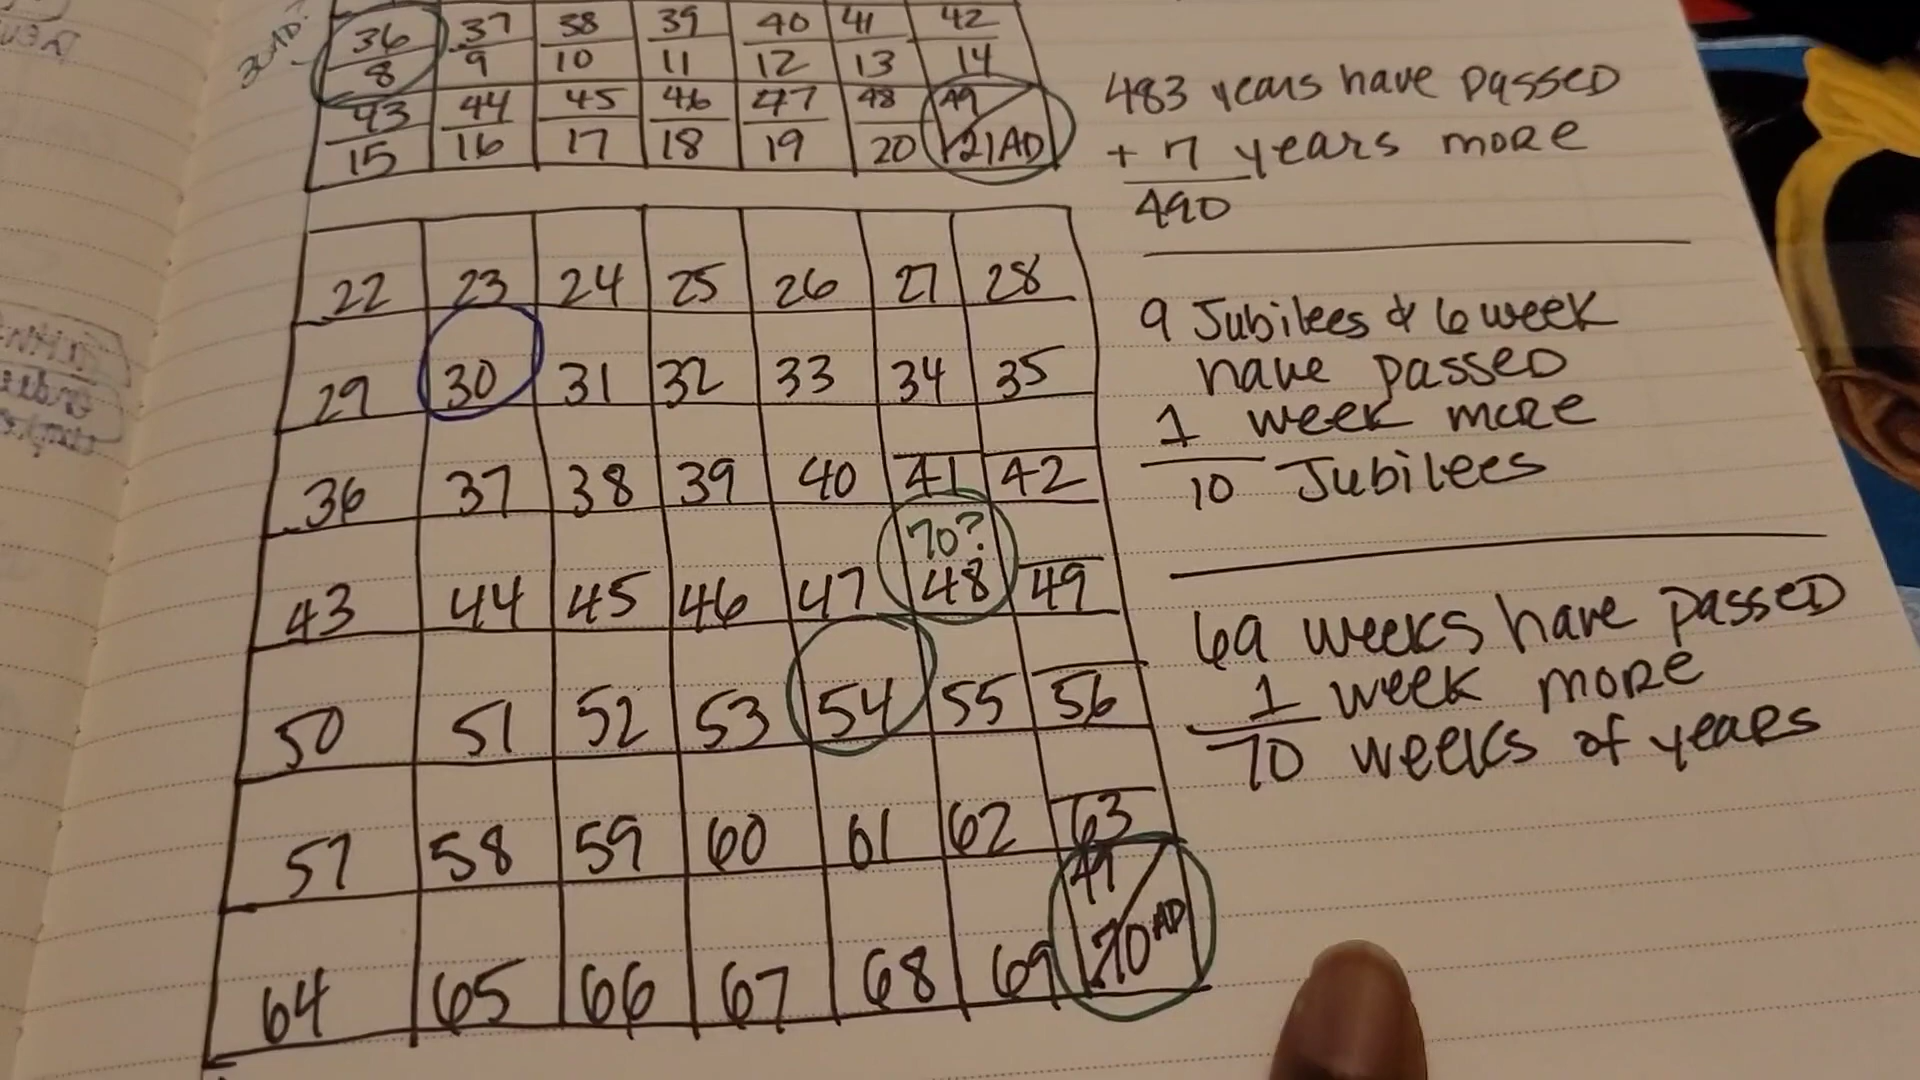 36 37 38 39 40 41 42
8 9 10 11 12 13 14
43 44 45 46 47 48 49
15 16 17 18 19 20 21AD
22 23 24 25 26 27 28
29 30 31 32 33 34 35
36 37 38 39 40 41 42
70?
43 44 45 46 47 48 49
50 51 52 53 54 55 56
57 58 59 60 61 62 63
49
64 65 66 67 68 69 70AD
483 years have passed
+ 7 years more
490
9 Jubilees & 6 week
have passed
1 week more
10 Jubilees
69 weeks have passed
1 week more
70 weeks of years